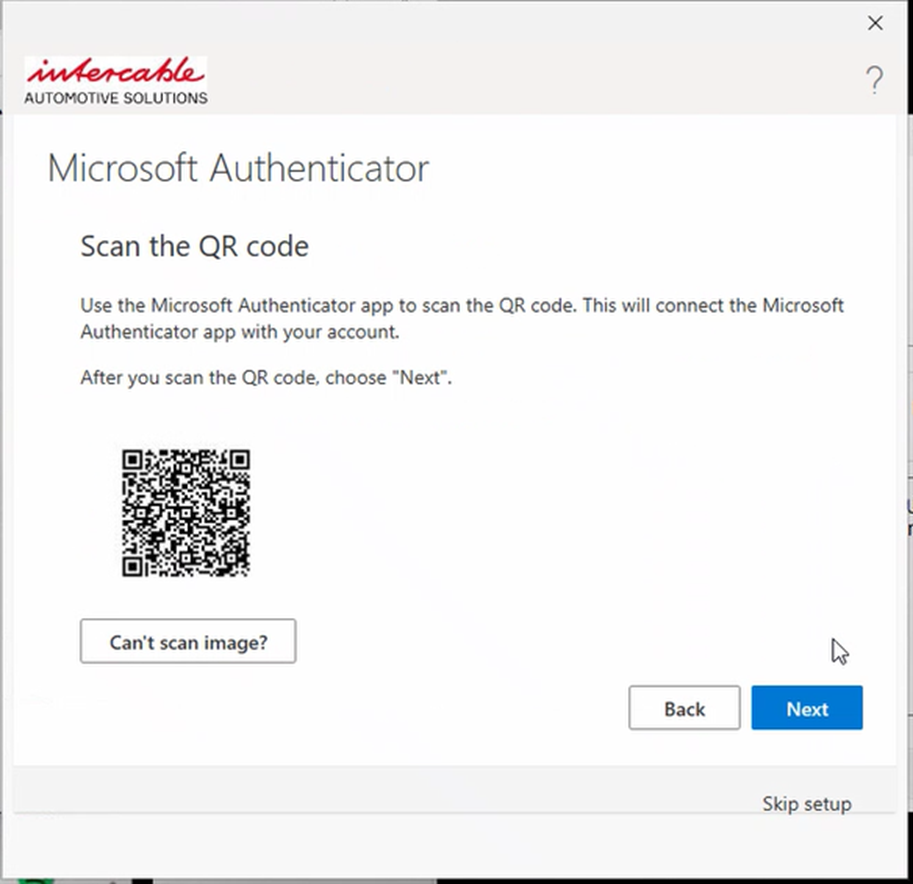 intercable
AUTOMOTIVE SOLUTIONS
?
Microsoft Authenticator
Scan the QR code
Use the Microsoft Authenticator app to scan the QR code. This will connect the Microsoft
Authenticator app with your account.
After you scan the QR code, choose "Next".
Can't scan image?
Back
Next
Skip setup